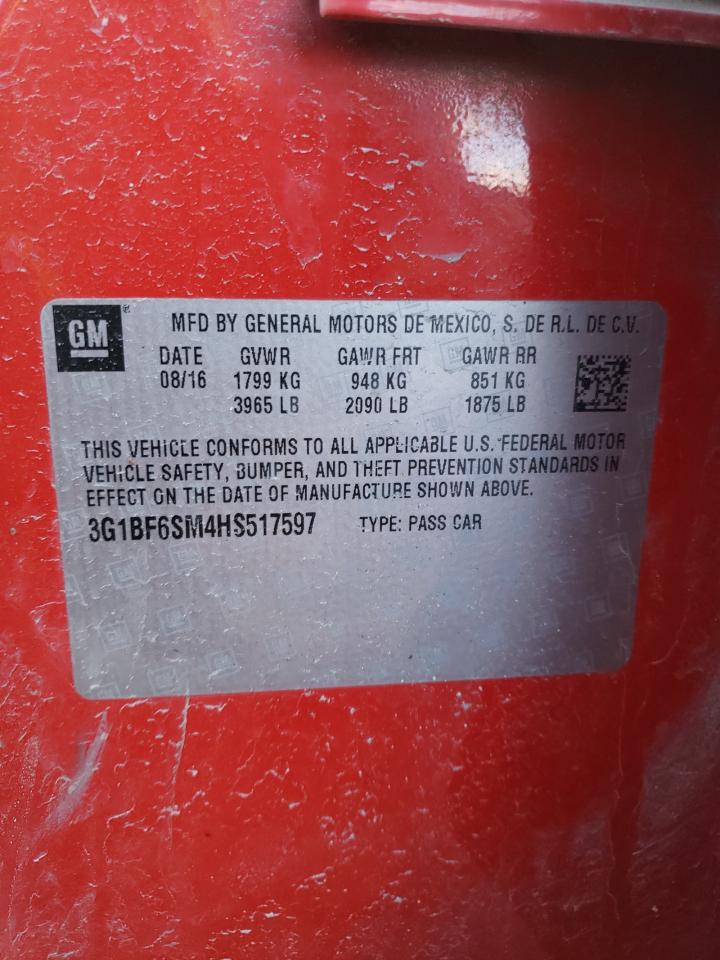 GM® MFD BY GENERAL MOTORS DE MEXICO, S. DE R.L. DE C.V.
DATE GVWR GAWR FRT GAWR RR
08/16 1799 KG 948 KG 851 KG
3965 LB 2090 LB 1875 LB
THIS VEHICLE CONFORMS TO ALL APPLICABLE U.S. FEDERAL MOTOR
VEHICLE SAFETY, BUMPER, AND THEFT PREVENTION STANDARDS IN
EFFECT ON THE DATE OF MANUFACTURE SHOWN ABOVE.
3G1BF6SM4HS517597 TYPE: PASS CAR